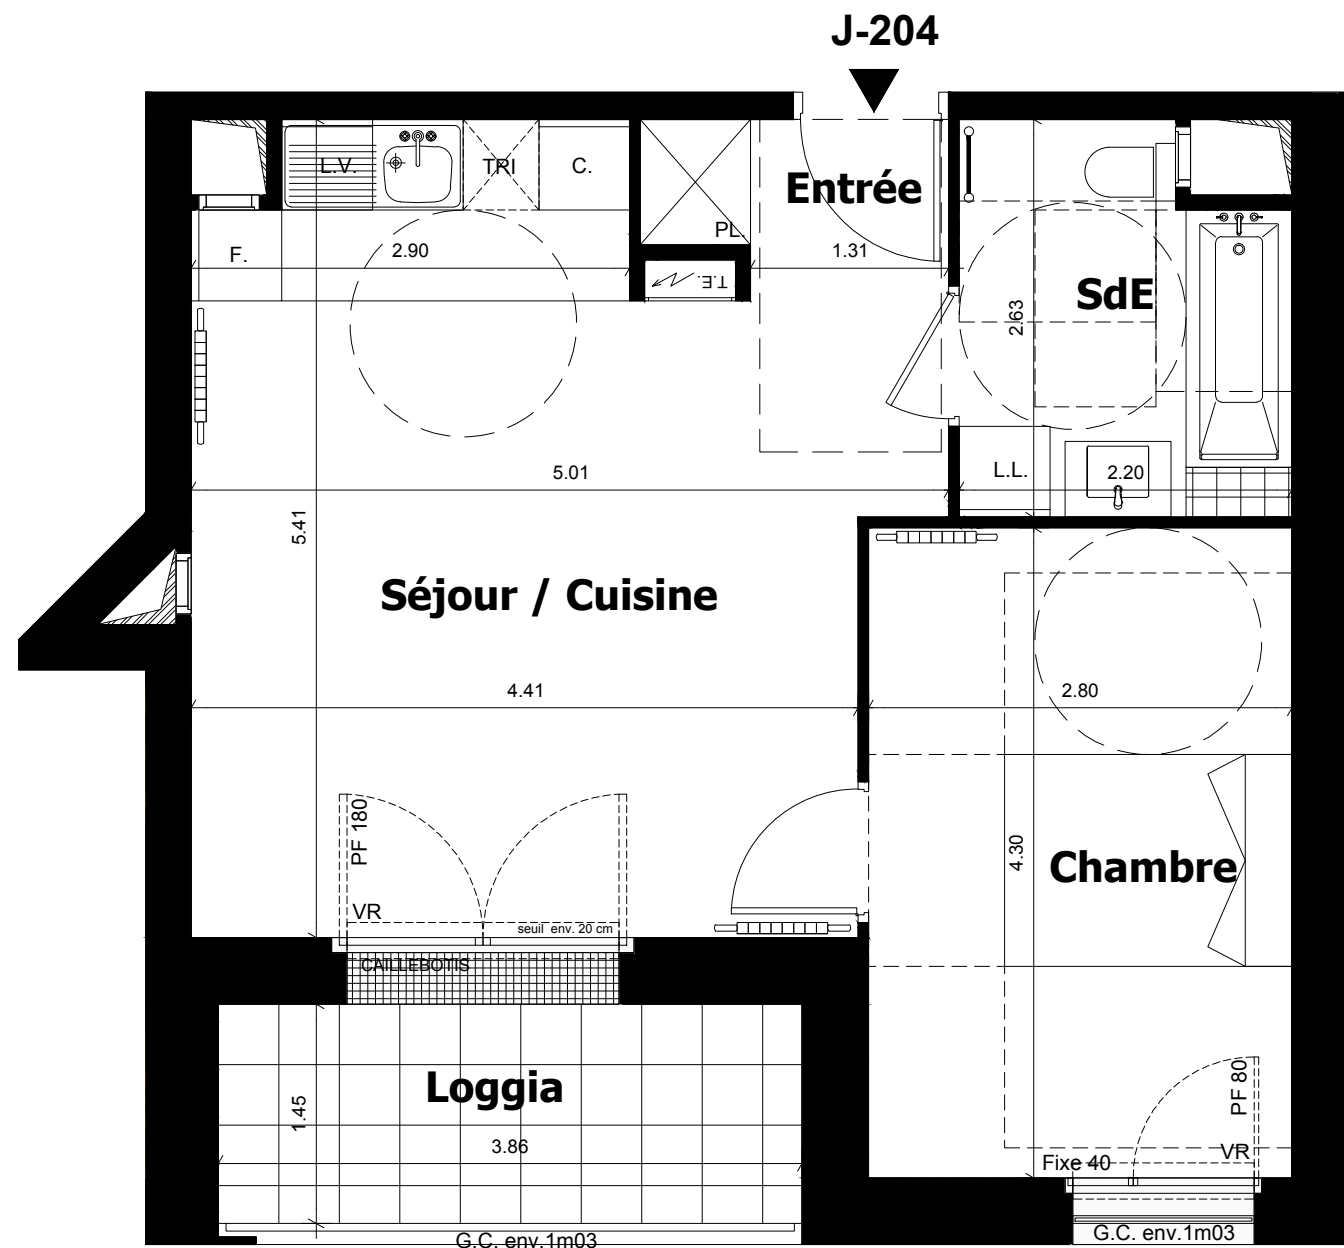 J-204
L.V.
TRI
C.
Entrée
PL.
F.
2.90
1.31
T.E.
SdE
2.63
5.01
L.L.
2.20
5.41
Séjour / Cuisine
4.41
2.80
PF 180
VR
seuil env. 20 cm
4.30
Chambre
CAILLEBOTIS
Loggia
1.45
3.86
PF 80
VR
Fixe 40
G.C. env.1m03
G.C. env.1m03